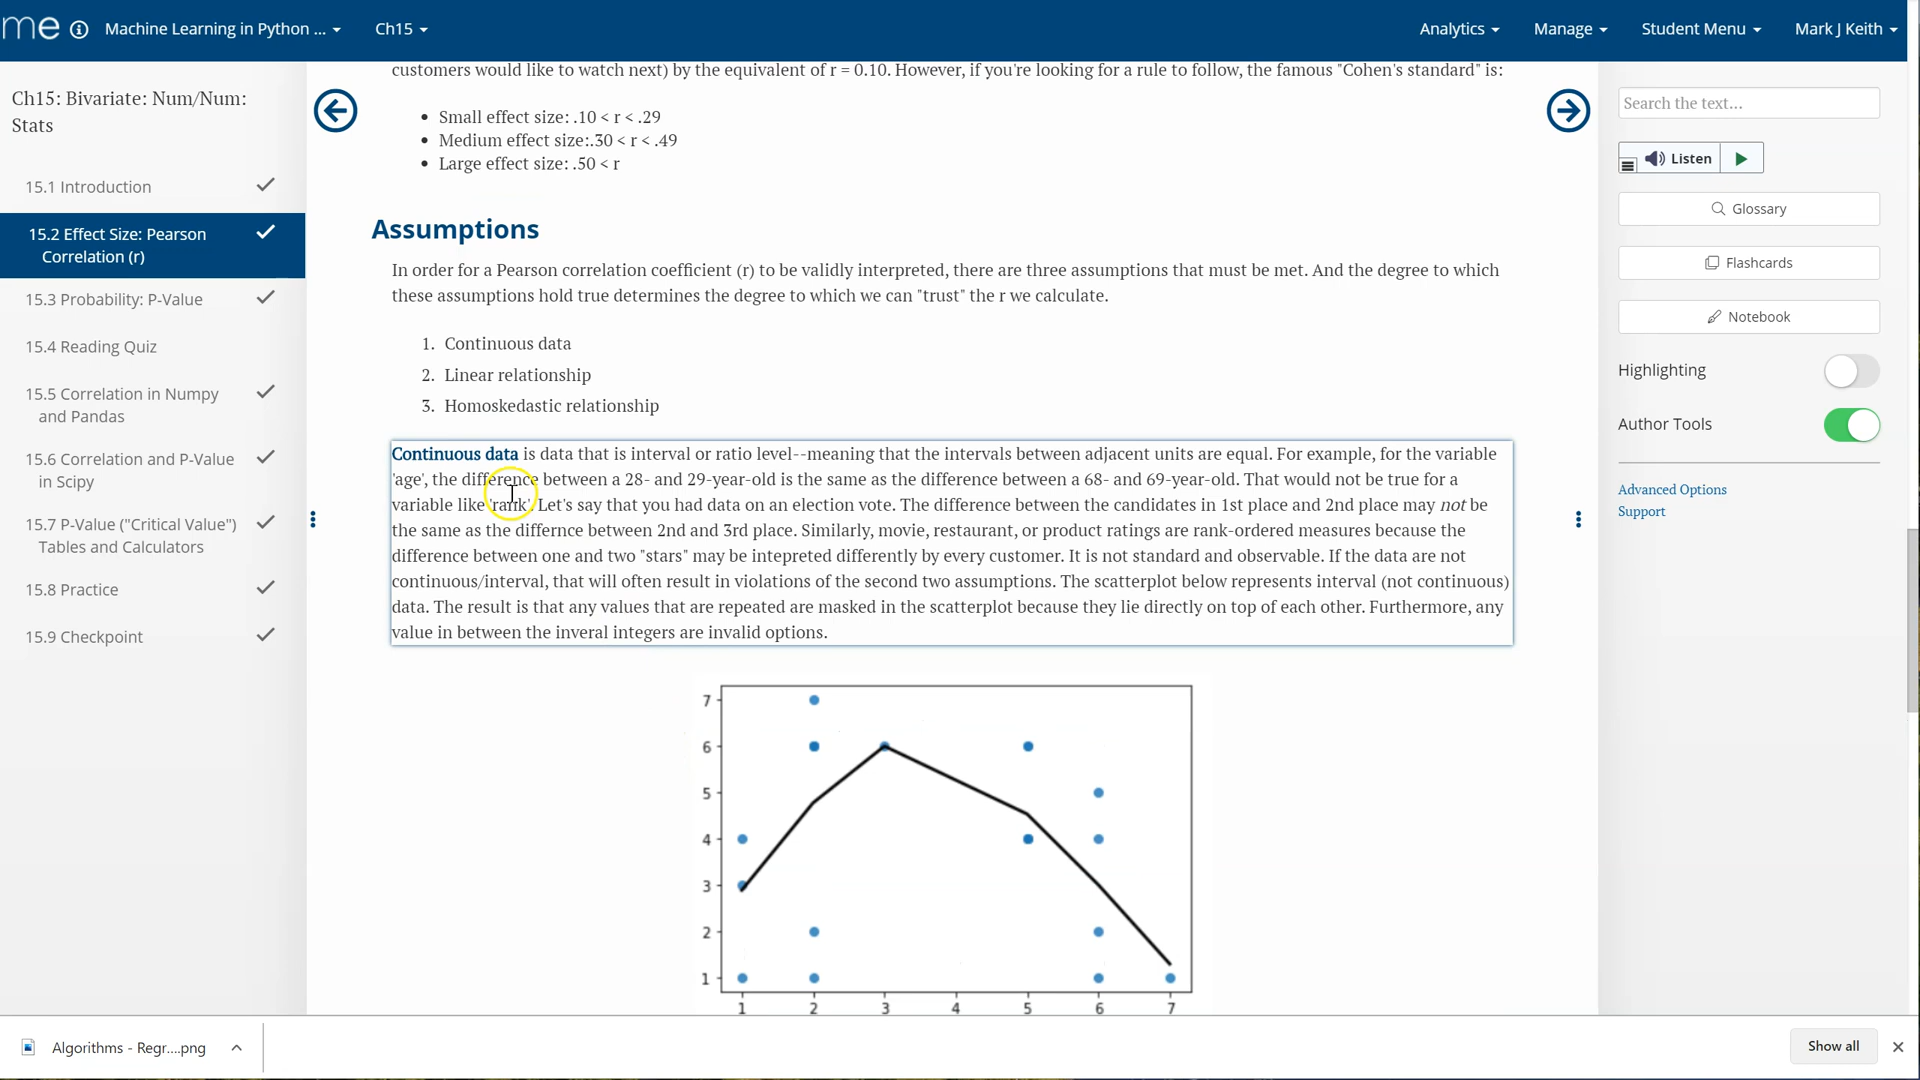 me Machine Learning in Python ... Ch15 Analytics Manage Student Menu Mark J Keith
Ch15: Bivariate: Num/Num:
Stats
15.1 Introduction
15.2 Effect Size: Pearson
Correlation (r)
15.3 Probability: P-Value
15.4 Reading Quiz
15.5 Correlation in Numpy
and Pandas
15.6 Correlation and P-Value
in Scipy
15.7 P-Value ("Critical Value")
Tables and Calculators
15.8 Practice
15.9 Checkpoint
customers would like to watch next) by the equivalent of r = 0.10. However, if you're looking for a rule to follow, the famous "Cohen's standard" is:
• Small effect size: .10 < r < .29
• Medium effect size:.30 < r < .49
• Large effect size: .50 < r
Assumptions
In order for a Pearson correlation coefficient (r) to be validly interpreted, there are three assumptions that must be met. And the degree to which
these assumptions hold true determines the degree to which we can "trust" the r we calculate.
1. Continuous data
2. Linear relationship
3. Homoskedastic relationship
Continuous data is data that is interval or ratio level--meaning that the intervals between adjacent units are equal. For example, for the variable
'age', the difference between a 28- and 29-year-old is the same as the difference between a 68- and 69-year-old. That would not be true for a
variable like 'rank'. Let's say that you had data on an election vote. The difference between the candidates in 1st place and 2nd place may not be
the same as the differnce between 2nd and 3rd place. Similarly, movie, restaurant, or product ratings are rank-ordered measures because the
difference between one and two "stars" may be intepreted differently by every customer. It is not standard and observable. If the data are not
continuous/interval, that will often result in violations of the second two assumptions. The scatterplot below represents interval (not continuous)
data. The result is that any values that are repeated are masked in the scatterplot because they lie directly on top of each other. Furthermore, any
value in between the inveral integers are invalid options.
7
6
5
4
3
2
1
1 2 3 4 5 6 7
Search the text...
Listen
Glossary
Flashcards
Notebook
Highlighting
Author Tools
Advanced Options
Support
Algorithms - Regr....png
Show all